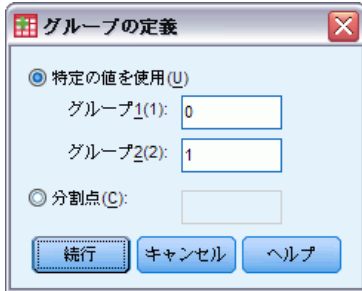 グループの定義
特定の値を使用(U)
グループ1(1): 0
グループ2(2): 1
分割点(C):
続行 キャンセル ヘルプ